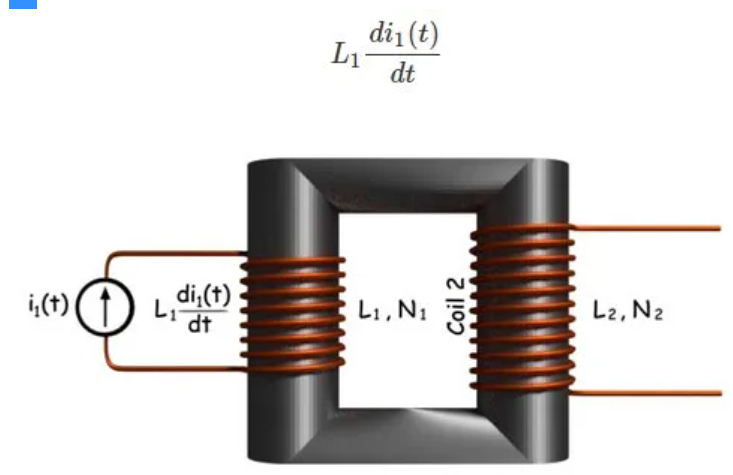 L₁ di₁(t)/dt
i₁(t)
L₁ di₁(t)/dt
L₁, N₁
Coil 2
L₂, N₂